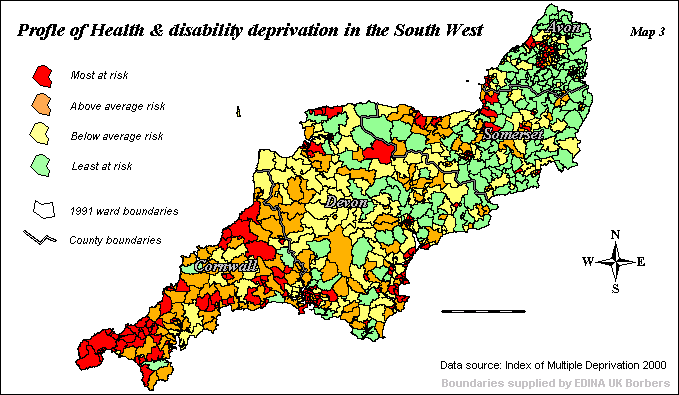 Profle of Health & disability deprivation in the South West
Map 3
Most at risk
Above average risk
Below average risk
Least at risk
1991 ward boundaries
County boundaries
Avon
Somerset
Devon
Cornwall
N
W E
S
Data source: Index of Multiple Deprivation 2000
Boundaries supplied by EDINA UK Borbers